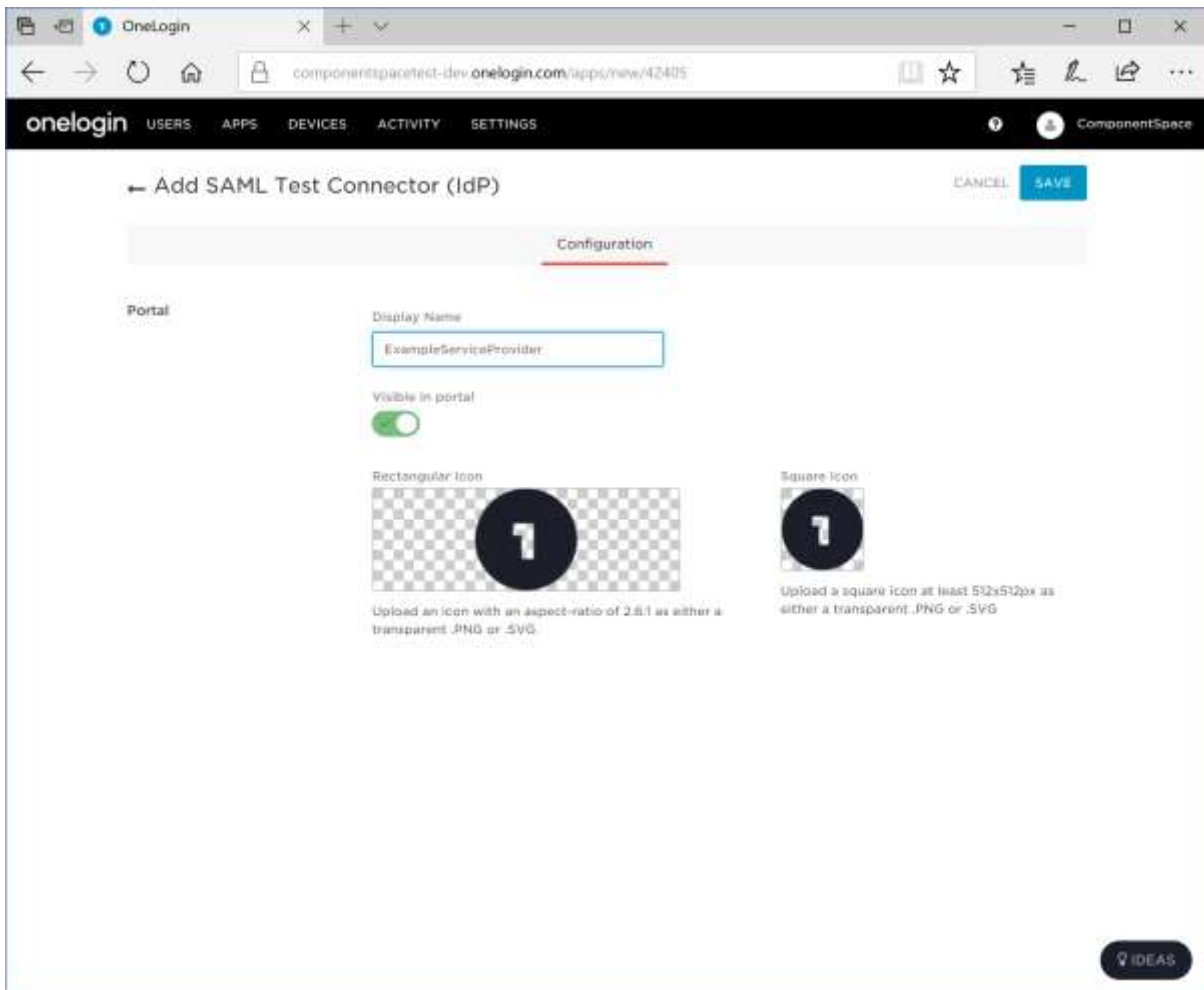 OneLogin
componentspacetest-dev.onelogin.com/apps/new/42405
onelogin USERS APPS DEVICES ACTIVITY SETTINGS ? ComponentSpace
← Add SAML Test Connector (IdP) CANCEL SAVE
Configuration
Portal
Display Name
ExampleServiceProvider
Visible in portal
Rectangular Icon
Square Icon
1
1
Upload an icon with an aspect-ratio of 2.6:1 as either a
transparent .PNG or .SVG
Upload a square icon at least 512x512px as
either a transparent .PNG or .SVG
IDEAS